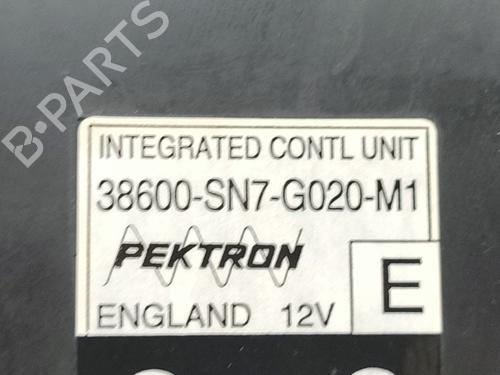 B-PARTS
INTEGRATED CONTL UNIT
38600-SN7-G020-M1
PEKTRON
E
ENGLAND 12V